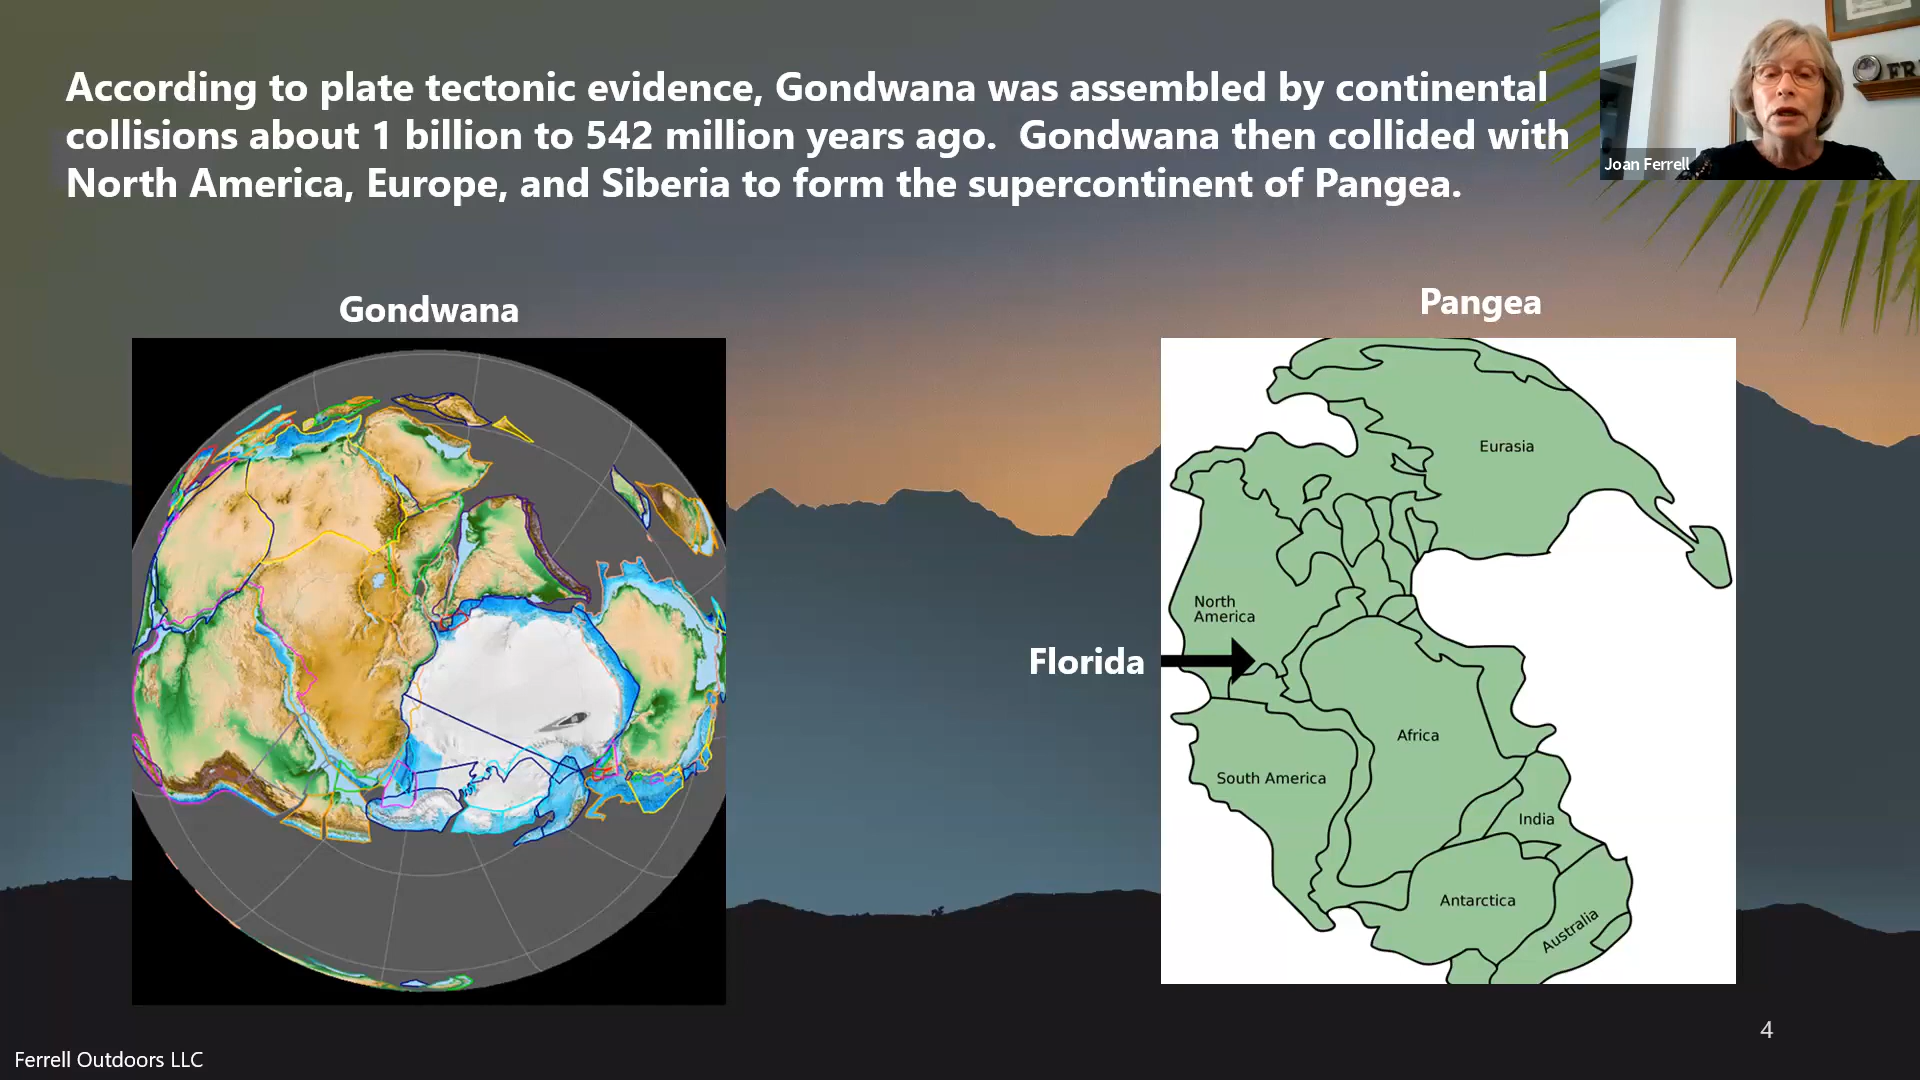 According to plate tectonic evidence, Gondwana was assembled by continental
collisions about 1 billion to 542 million years ago.  Gondwana then collided with
North America, Europe, and Siberia to form the supercontinent of Pangea.
FR
Joan Ferrell
Gondwana
Pangea
Eurasia
North
America
Florida
Africa
South America
India
Antarctica
Australia
4
Ferrell Outdoors LLC